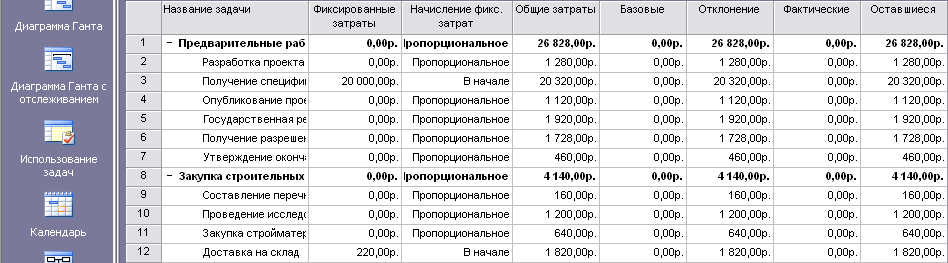 Диаграмма Ганта
Диаграмма Ганта с
отслеживанием
Использование
задач
Календарь
Название задачи Фиксированные затраты Начисление фикс. затрат Общие затраты Базовые Отклонение Фактические Оставшиеся
1 − Предварительные раб 0,00р. Пропорциональное 26 828,00р. 0,00р. 26 828,00р. 0,00р. 26 828,00р.
2 Разработка проекта 0,00р. Пропорциональное 1 280,00р. 0,00р. 1 280,00р. 0,00р. 1 280,00р.
3 Получение специфи 20 000,00р. В начале 20 320,00р. 0,00р. 20 320,00р. 0,00р. 20 320,00р.
4 Опубликование прое 0,00р. Пропорциональное 1 120,00р. 0,00р. 1 120,00р. 0,00р. 1 120,00р.
5 Государственная ре 0,00р. Пропорциональное 1 920,00р. 0,00р. 1 920,00р. 0,00р. 1 920,00р.
6 Получение разрешен 0,00р. Пропорциональное 1 728,00р. 0,00р. 1 728,00р. 0,00р. 1 728,00р.
7 Утверждение оконча 0,00р. Пропорциональное 460,00р. 0,00р. 460,00р. 0,00р. 460,00р.
8 − Закупка строительных 0,00р. Пропорциональное 4 140,00р. 0,00р. 4 140,00р. 0,00р. 4 140,00р.
9 Составление перечн 0,00р. Пропорциональное 160,00р. 0,00р. 160,00р. 0,00р. 160,00р.
10 Проведение исслед 0,00р. Пропорциональное 1 200,00р. 0,00р. 1 200,00р. 0,00р. 1 200,00р.
11 Закупка стройматер 0,00р. Пропорциональное 640,00р. 0,00р. 640,00р. 0,00р. 640,00р.
12 Доставка на склад 220,00р. В начале 1 820,00р. 0,00р. 1 820,00р. 0,00р. 1 820,00р.